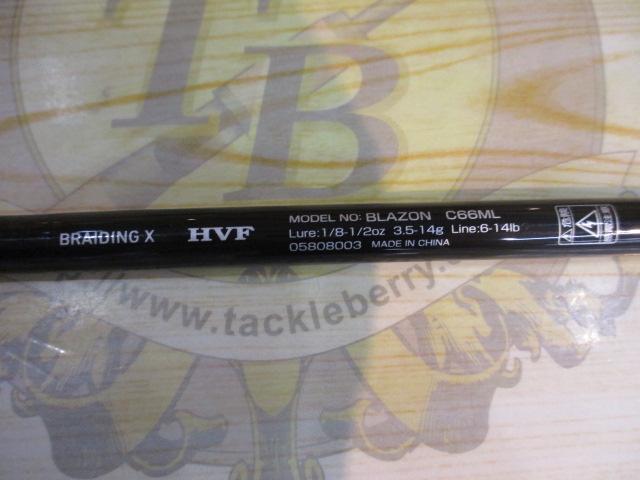 TB
BRAIDING X HVF
MODEL NO: BLAZON C66ML
Lure:1/8-1/2oz 3.5-14g Line:6-14lb
05808003 MADE IN CHINA
www.tackleberry.c